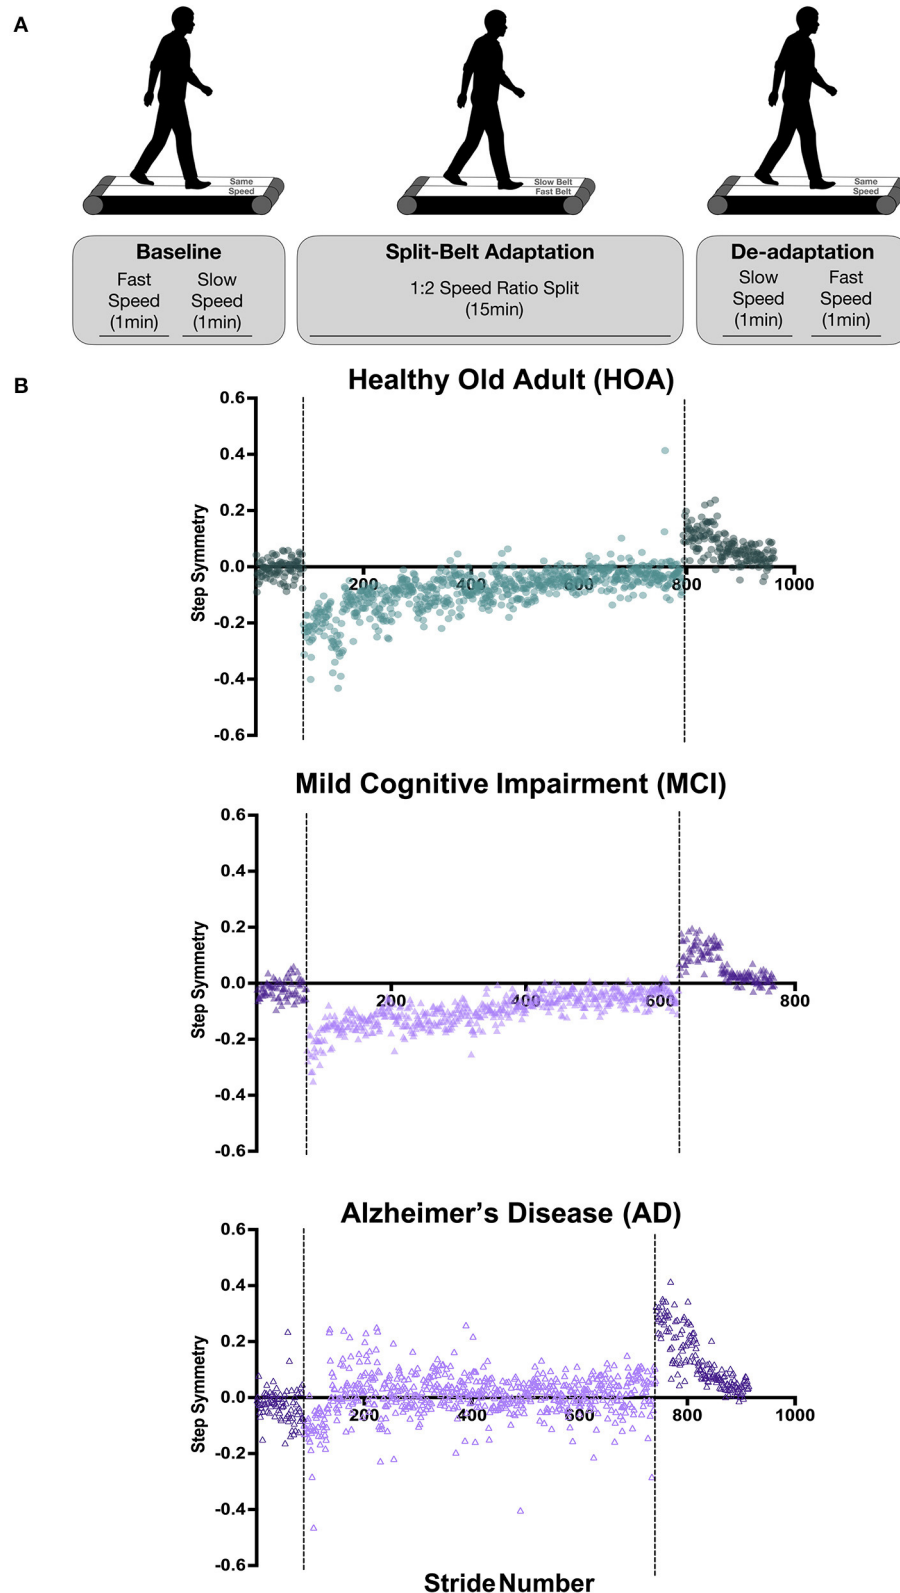 A
Same
Speed
Slow Belt
Fast Belt
Same
Speed
Baseline
Fast
Speed
(1min)
Slow
Speed
(1min)
Split-Belt Adaptation
1:2 Speed Ratio Split
(15min)
De-adaptation
Slow
Speed
(1min)
Fast
Speed
(1min)
B
Healthy Old Adult (HOA)
Step Symmetry
0.6
0.4
0.2
0.0
-0.2
-0.4
-0.6
200
400
600
800
1000
Mild Cognitive Impairment (MCI)
Step Symmetry
0.6
0.4
0.2
0.0
-0.2
-0.4
-0.6
200
400
600
800
Alzheimer's Disease (AD)
Step Symmetry
0.6
0.4
0.2
0.0
-0.2
-0.4
-0.6
200
400
600
800
1000
Stride Number